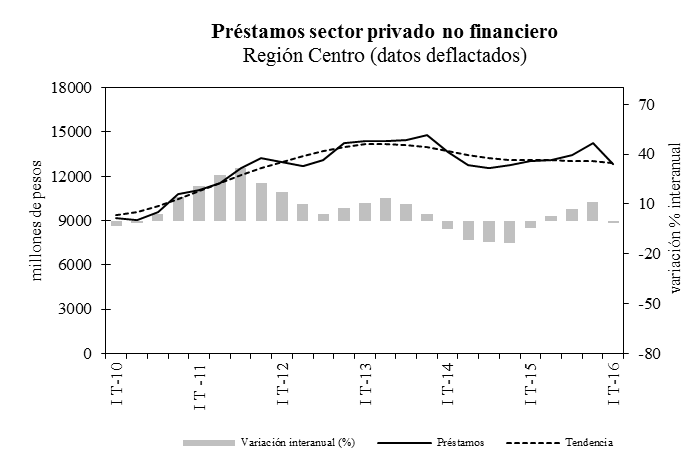 Préstamos sector privado no financiero
Región Centro (datos deflactados)
millones de pesos
18000
15000
12000
9000
6000
3000
0
70
40
10
-20
-50
-80
variación % interanual
I T-10
I T -11
I T-12
I T-13
I T-14
I T-15
I T-16
Variación interanual (%) Préstamos Tendencia